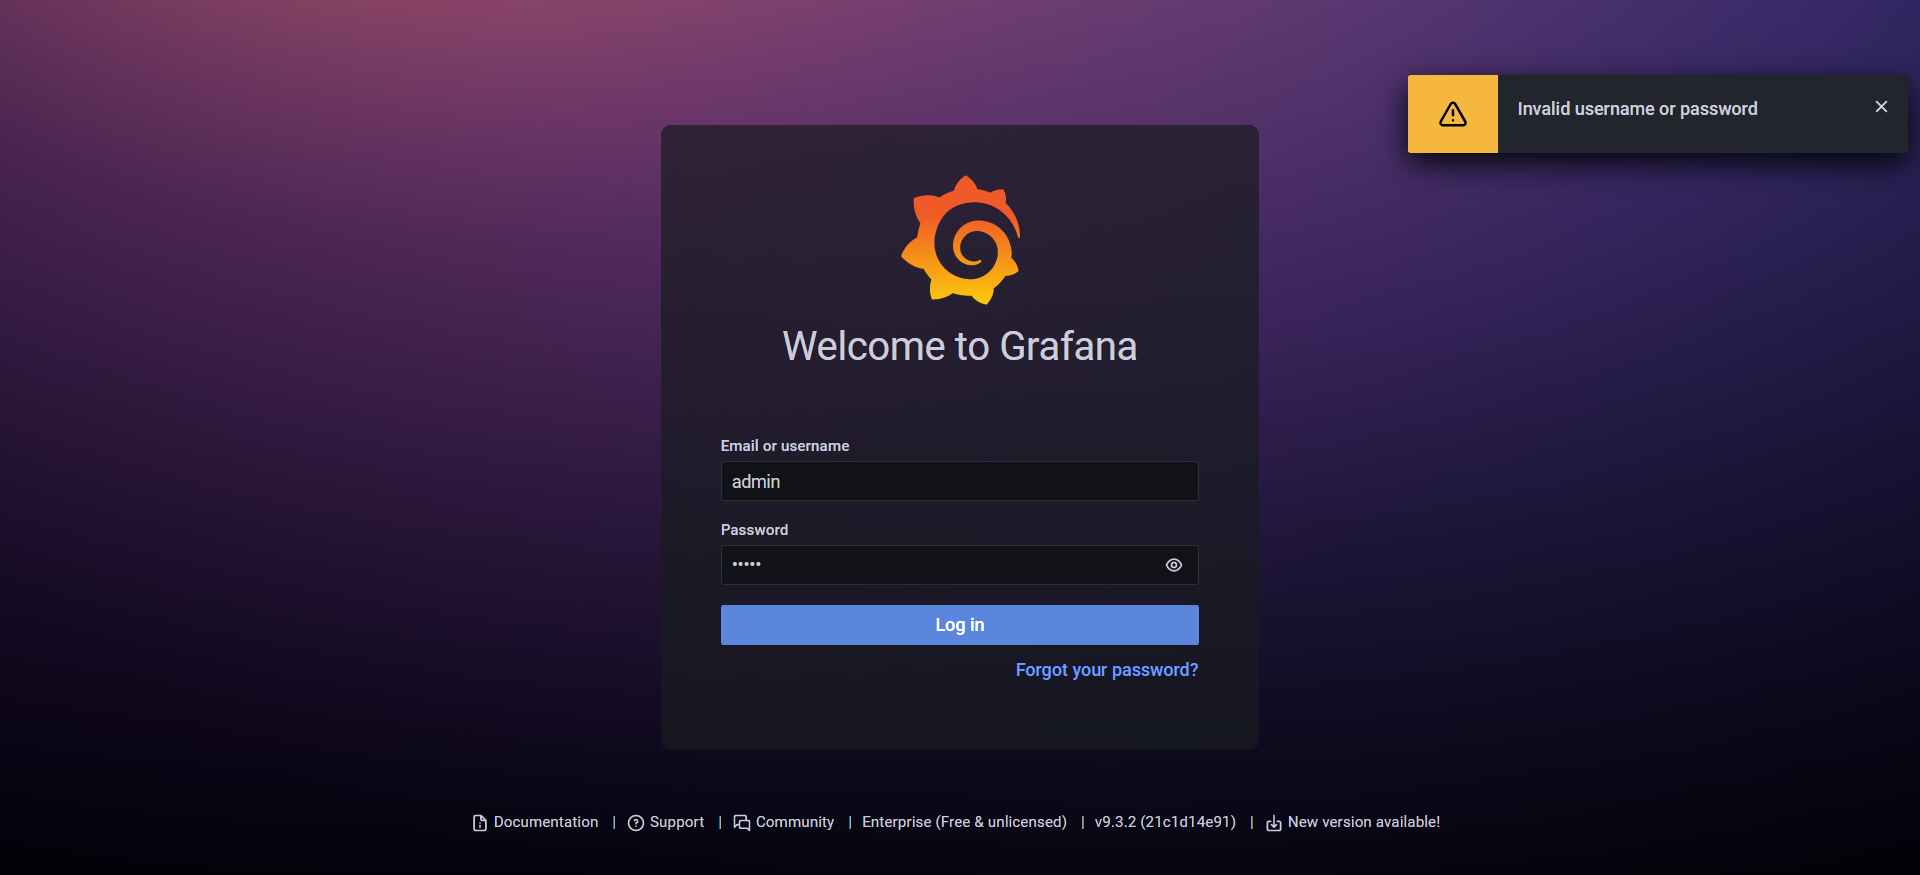 Invalid username or password
Welcome to Grafana
Email or username
admin
Password
•••••
Log in
Forgot your password?
Documentation | Support | Community | Enterprise (Free & unlicensed) | v9.3.2 (21c1d14e91) | New version available!